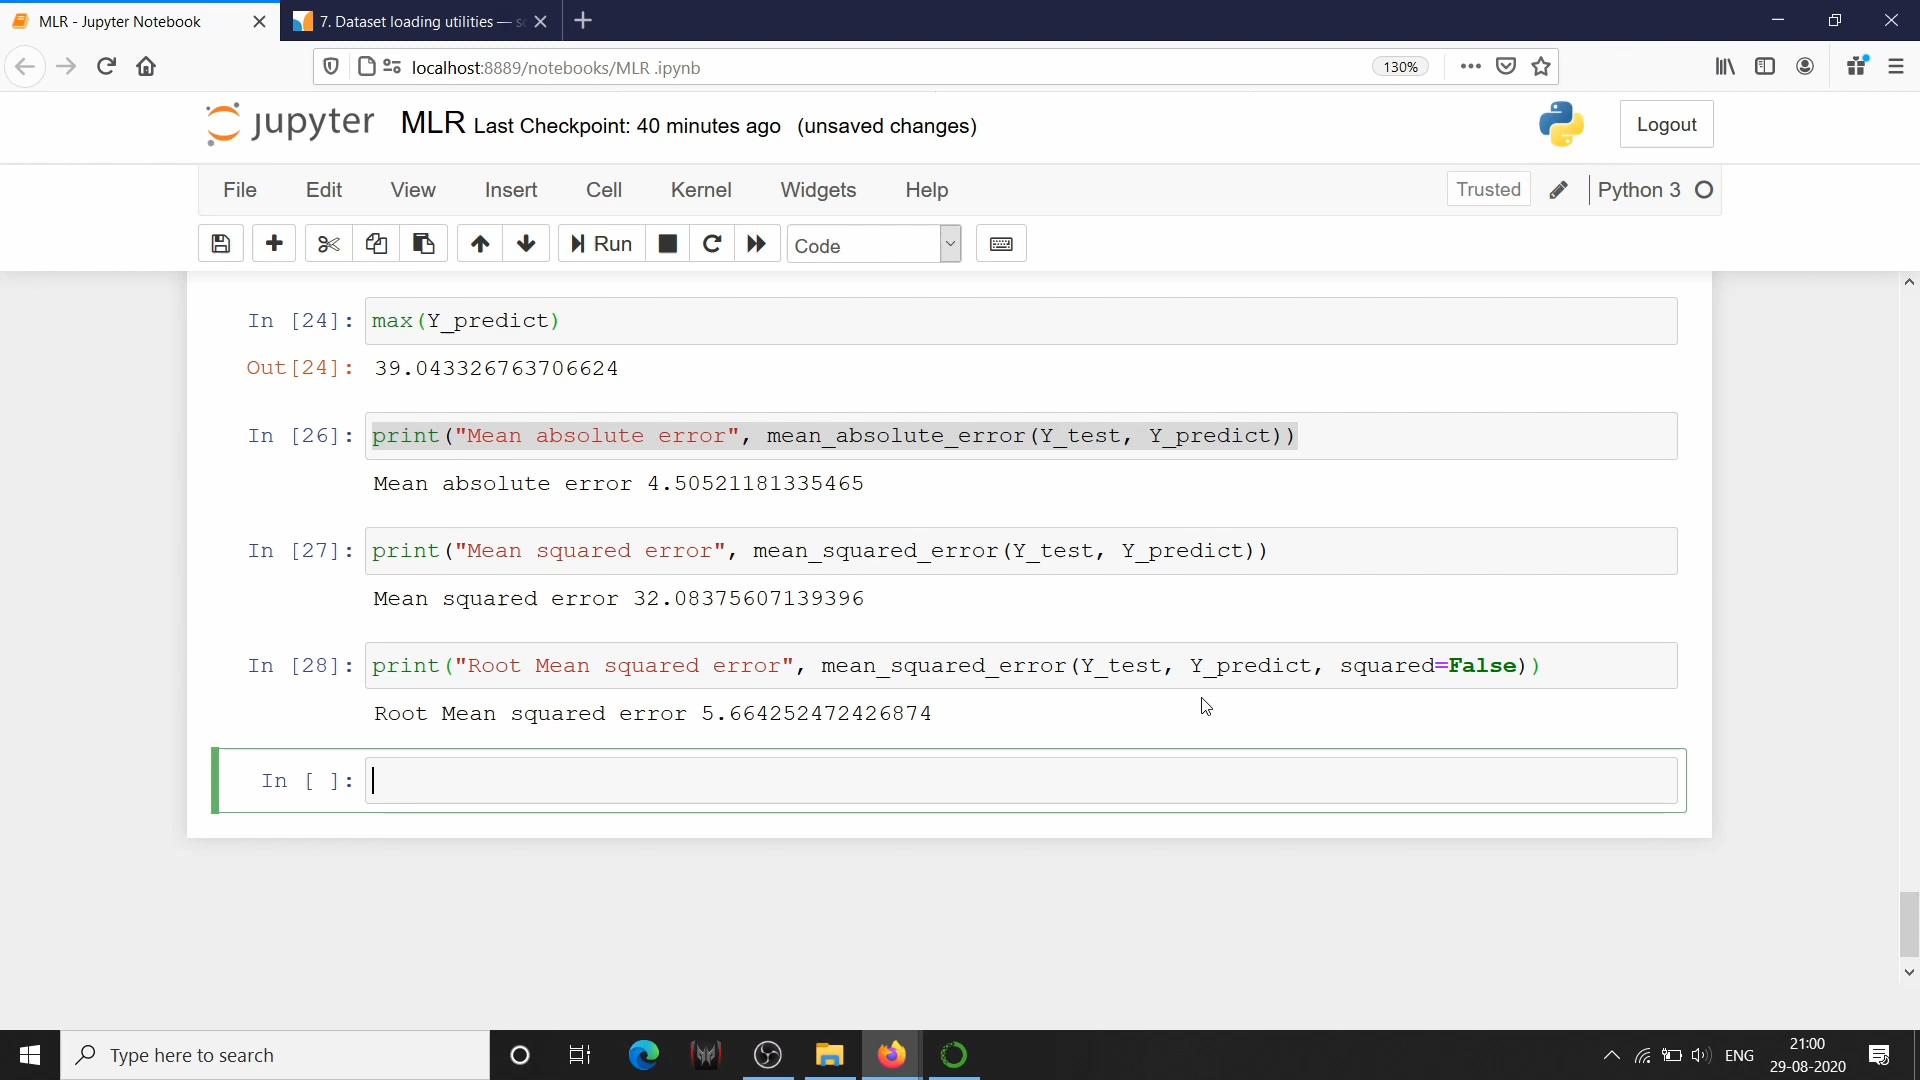 MLR - Jupyter Notebook
7. Dataset loading utilities —
localhost:8889/notebooks/MLR .ipynb
130%
jupyter MLR Last Checkpoint: 40 minutes ago (unsaved changes)
Logout
File Edit View Insert Cell Kernel Widgets Help
Trusted Python 3
Run Code
In [24]: max(Y_predict)
Out[24]: 39.043326763706624
In [26]: print("Mean absolute error", mean_absolute_error(Y_test, Y_predict))
Mean absolute error 4.50521181335465
In [27]: print("Mean squared error", mean_squared_error(Y_test, Y_predict))
Mean squared error 32.08375607139396
In [28]: print("Root Mean squared error", mean_squared_error(Y_test, Y_predict, squared=False))
Root Mean squared error 5.664252472426874
In [ ]:
Type here to search
ENG
21:00
29-08-2020